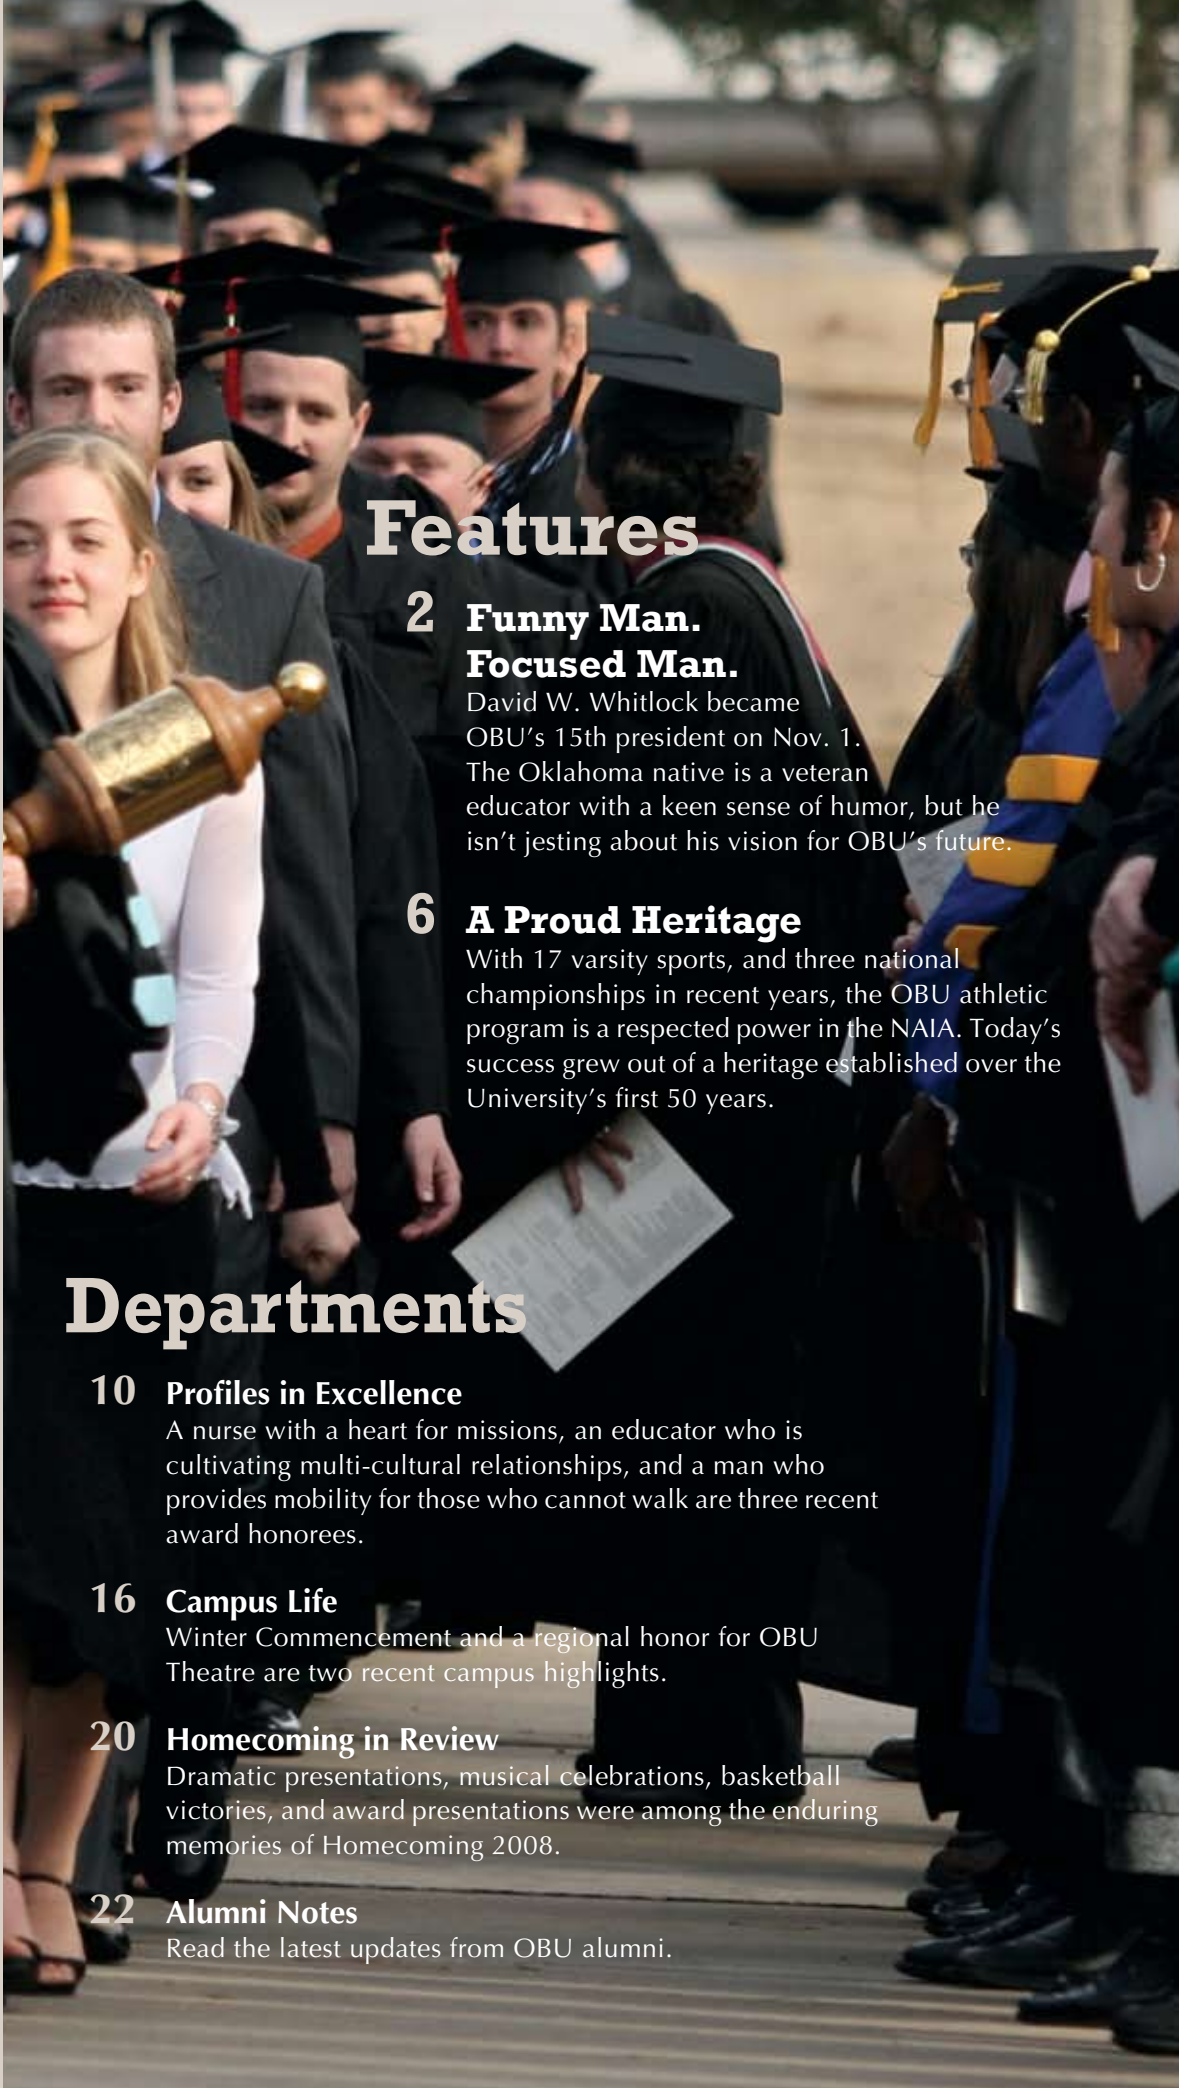 Features
2 Funny Man.
Focused Man.
David W. Whitlock became
OBU's 15th president on Nov. 1.
The Oklahoma native is a veteran
educator with a keen sense of humor, but he
isn't jesting about his vision for OBU's future.
6 A Proud Heritage
With 17 varsity sports, and three national
championships in recent years, the OBU athletic
program is a respected power in the NAIA. Today's
success grew out of a heritage established over the
University's first 50 years.
Departments
10 Profiles in Excellence
A nurse with a heart for missions, an educator who is
cultivating multi-cultural relationships, and a man who
provides mobility for those who cannot walk are three recent
award honorees.
16 Campus Life
Winter Commencement and a regional honor for OBU
Theatre are two recent campus highlights.
20 Homecoming in Review
Dramatic presentations, musical celebrations, basketball
victories, and award presentations were among the enduring
memories of Homecoming 2008.
22 Alumni Notes
Read the latest updates from OBU alumni.